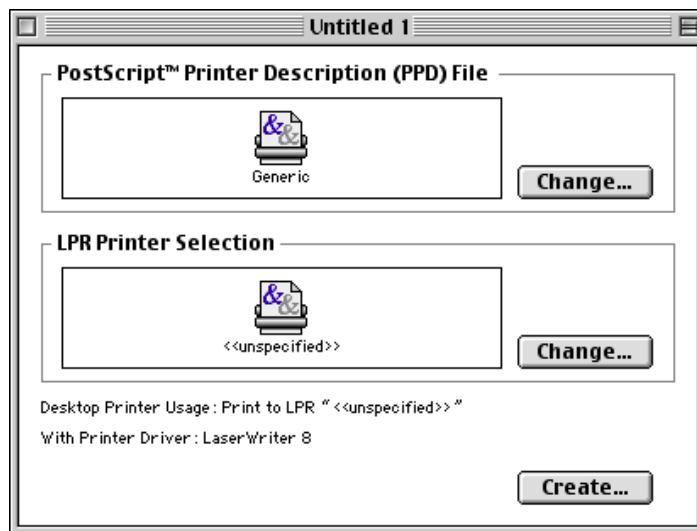 Untitled 1
PostScript™ Printer Description (PPD) File
&&
Generic
Change...
LPR Printer Selection
&&
<<unspecified>>
Change...
Desktop Printer Usage : Print to LPR "<<unspecified>>"
With Printer Driver : LaserWriter 8
Create...